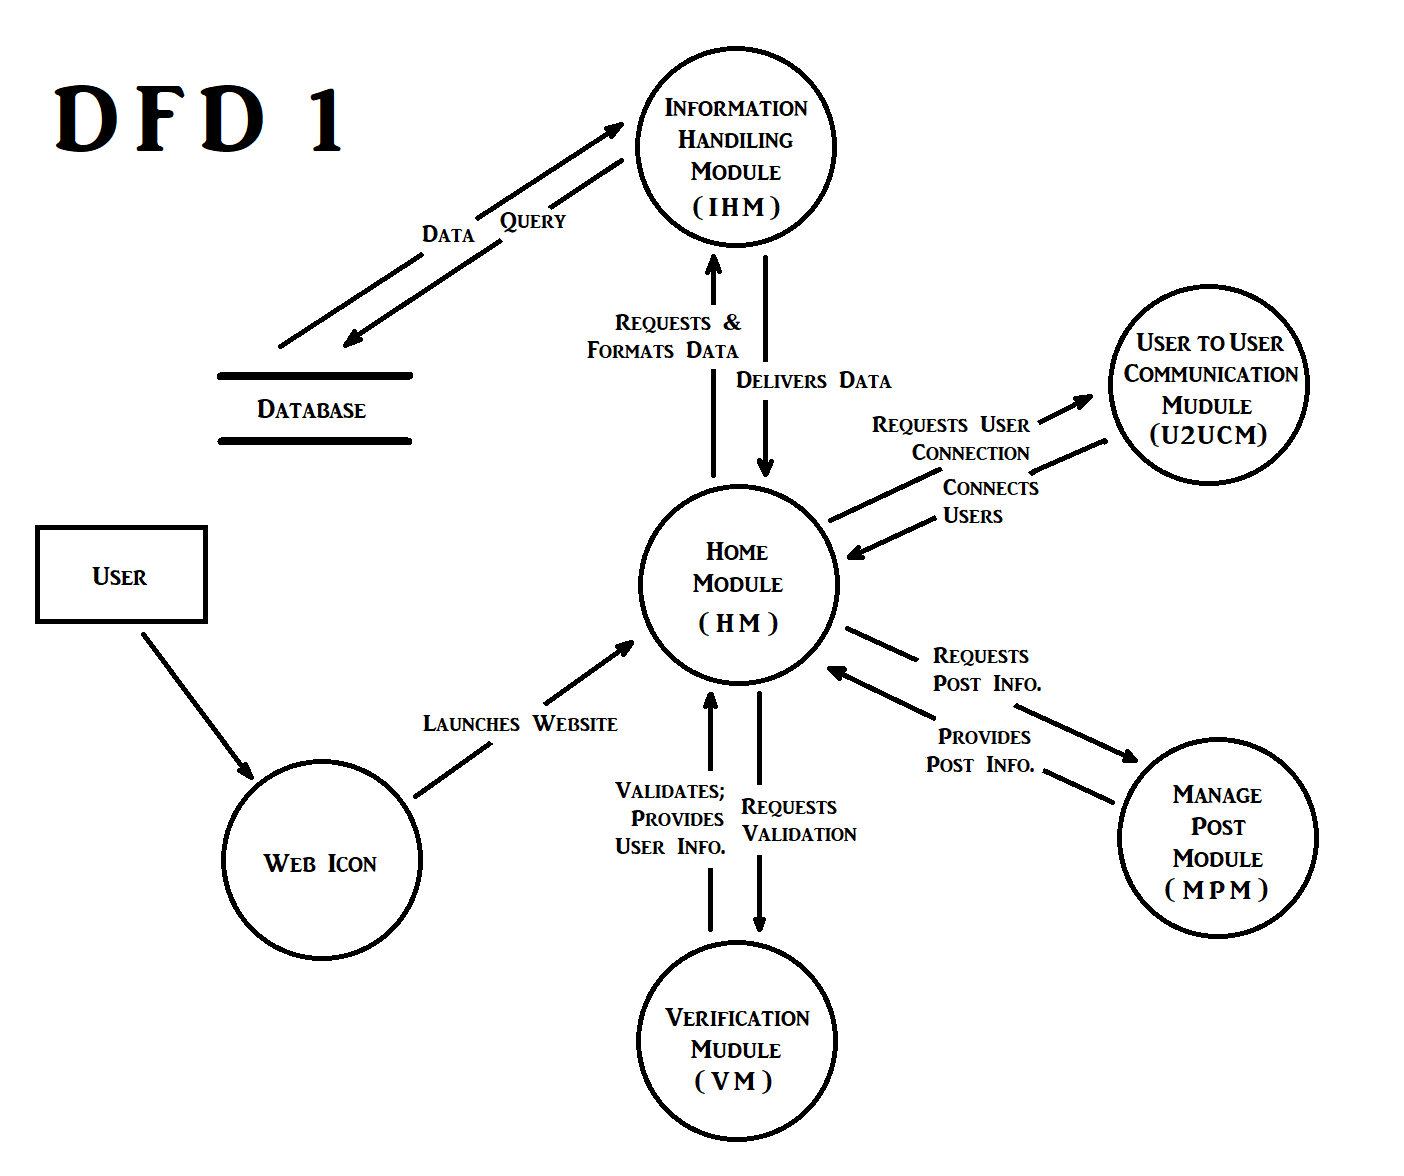 DFD 1
Information
Handiling
Module
(IHM)
Data
Query
Requests &
Formats Data
Delivers Data
User to User
Communication
Mudule
(U2UCM)
Database
Requests User
Connection
Connects
Users
User
Home
Module
(HM)
Requests
Post Info.
Launches Website
Provides
Post Info.
Validates;
Provides
User Info.
Requests
Validation
Manage
Post
Module
(MPM)
Web Icon
Verification
Mudule
(VM)